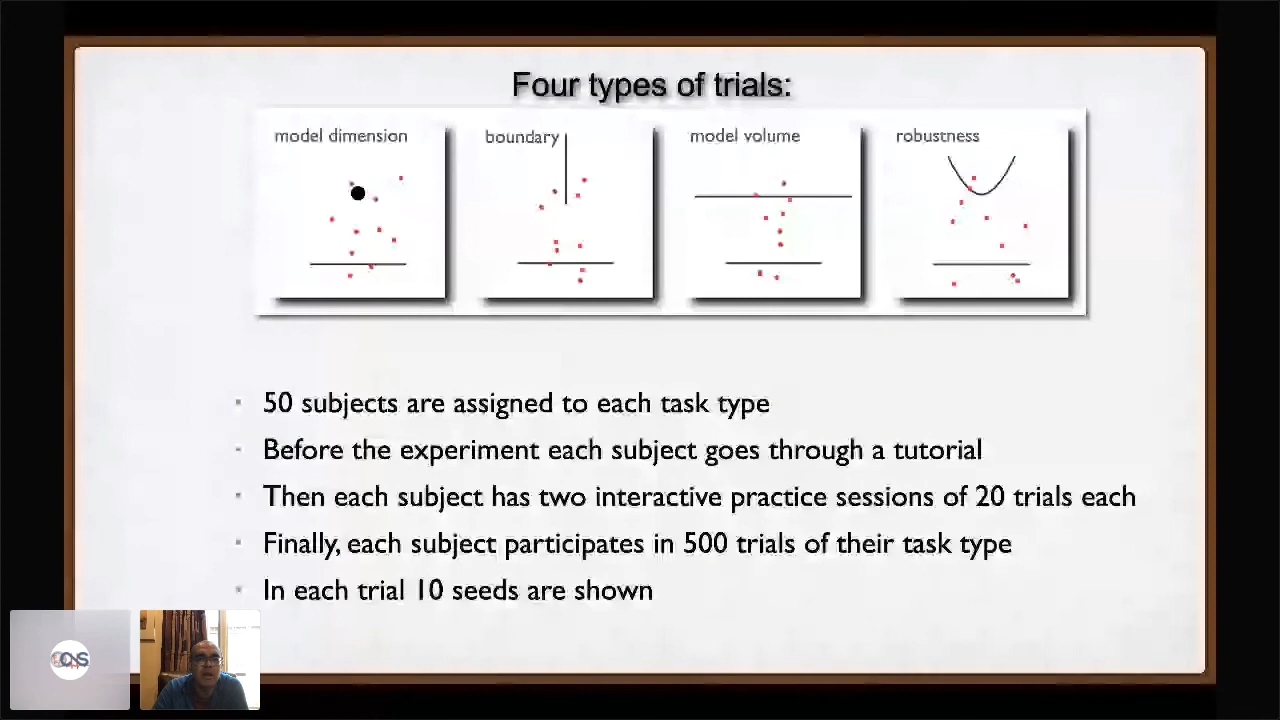 Four types of trials:
model dimension
boundary
model volume
robustness
50 subjects are assigned to each task type
Before the experiment each subject goes through a tutorial
Then each subject has two interactive practice sessions of 20 trials each
Finally, each subject participates in 500 trials of their task type
In each trial 10 seeds are shown